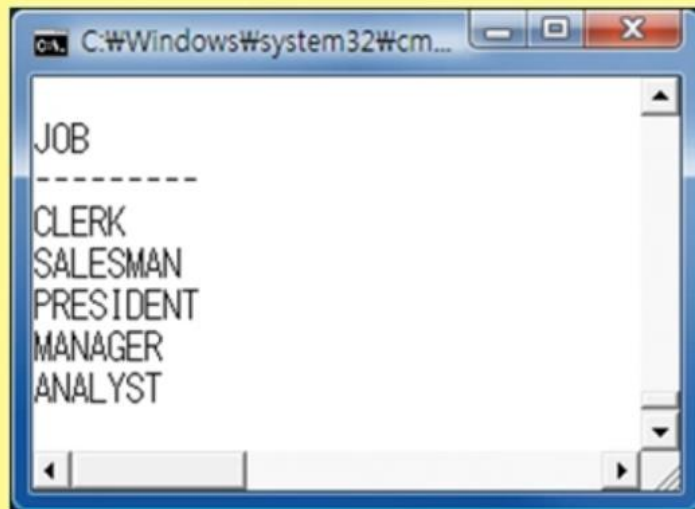 C:\Windows\system32\cm...
JOB
---------
CLERK
SALESMAN
PRESIDENT
MANAGER
ANALYST